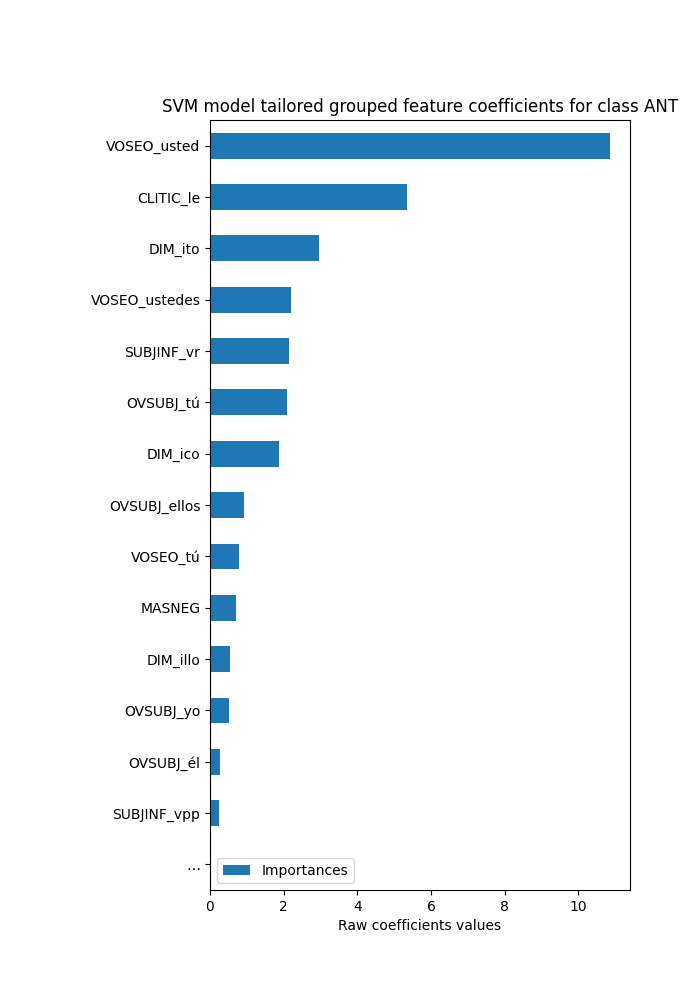 SVM model tailored grouped feature coefficients for class ANT
VOSEO_usted
CLITIC_le
DIM_ito
VOSEO_ustedes
SUBJINF_vr
OVSUBJ_tú
DIM_ico
OVSUBJ_ellos
VOSEO_tú
MASNEG
DIM_illo
OVSUBJ_yo
OVSUBJ_él
SUBJINF_vpp
...
Importances
0 2 4 6 8 10
Raw coefficients values